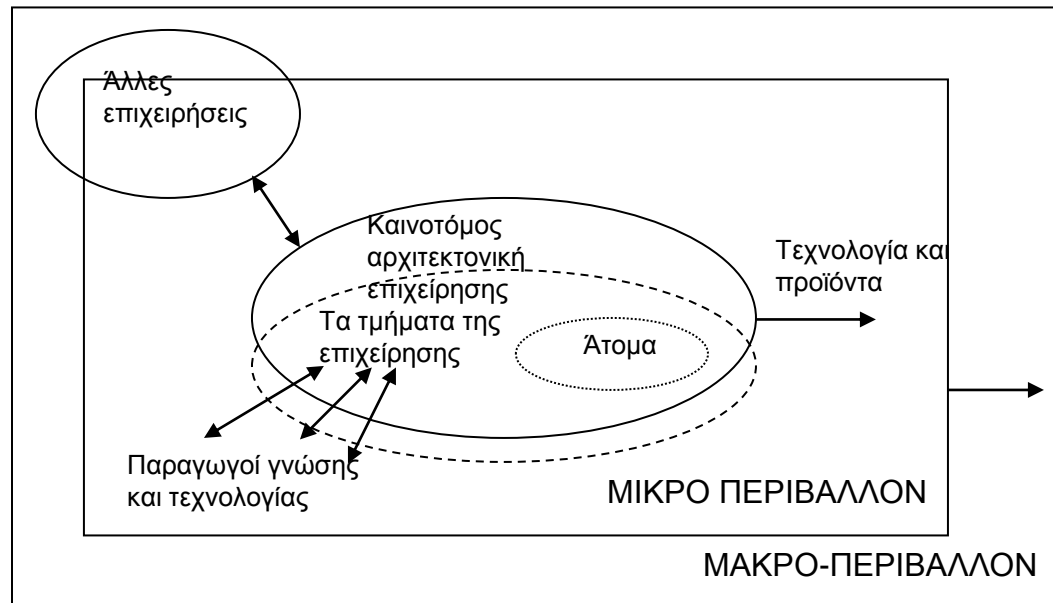 Άλλες
επιχειρήσεις
Καινοτόμος
αρχιτεκτονική
επιχείρησης
Τα τμήματα της
επιχείρησης
Άτομα
Τεχνολογία και
προϊόντα
Παραγωγοί γνώσης
και τεχνολογίας
ΜΙΚΡΟ ΠΕΡΙΒΑΛΛΟΝ
ΜΑΚΡΟ-ΠΕΡΙΒΑΛΛΟΝ